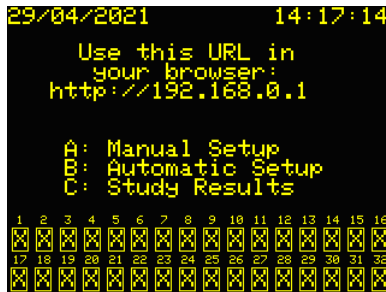 29/04/2021 14:17:14
Use this URL in
your browser:
http://192.168.0.1
A: Manual Setup
B: Automatic Setup
C: Study Results
1 2 3 4 5 6 7 8 9 10 11 12 13 14 15 16
X X X X X X X X X X X X X X X X
17 18 19 20 21 22 23 24 25 26 27 28 29 30 31 32
X X X X X X X X X X X X X X X X